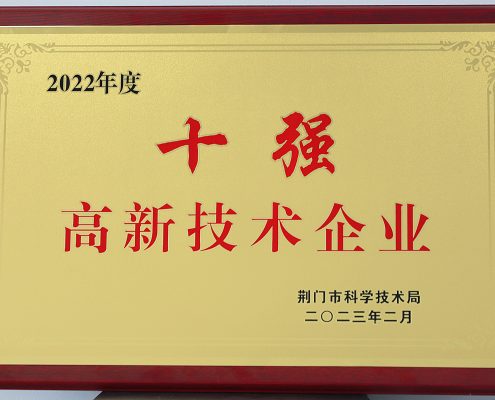 2022年度
十强
高新技术企业
荆门市科学技术局
二〇二三年二月